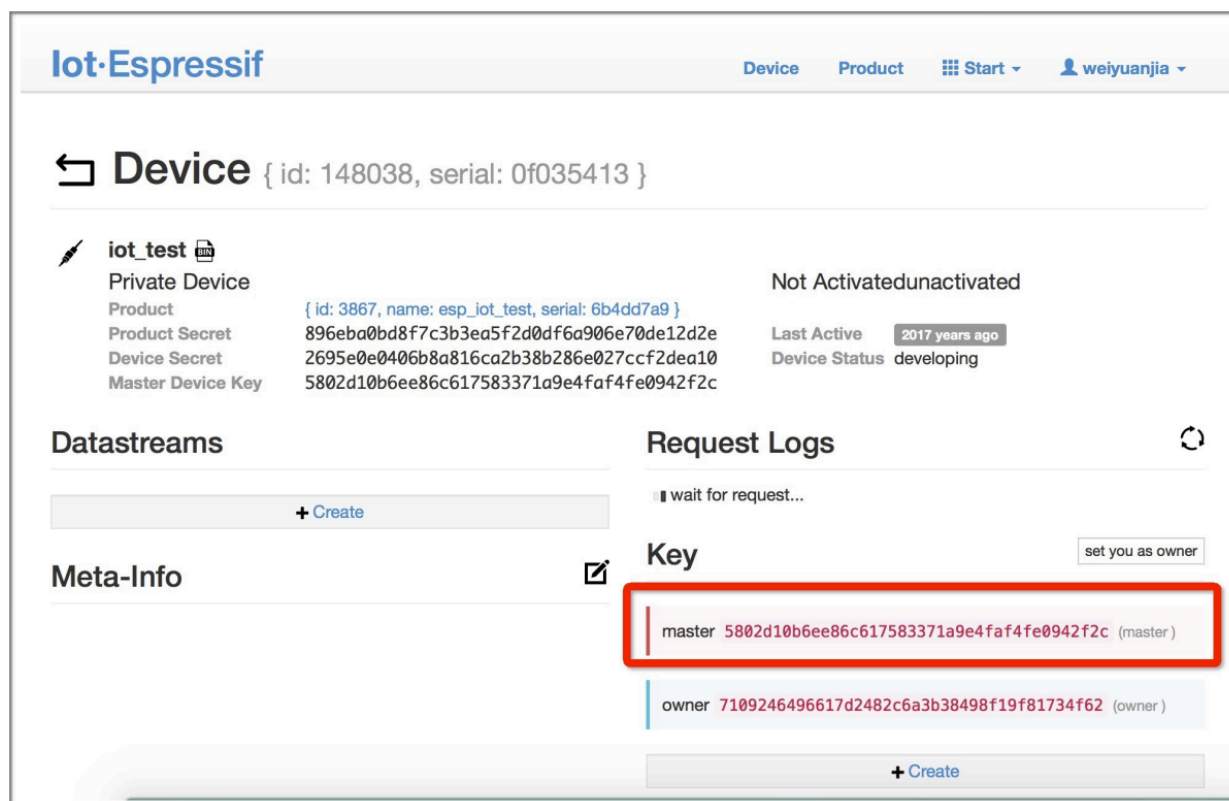 Iot·Espressif
Device Product Start weiyuanjia
Device { id: 148038, serial: 0f035413 }
iot_test BIN
Private Device
Product { id: 3867, name: esp_iot_test, serial: 6b4dd7a9 }
Product Secret 896eba0bd8f7c3b3ea5f2d0df6a906e70de12d2e
Device Secret 2695e0e0406b8a816ca2b38b286e027ccf2dea10
Master Device Key 5802d10b6ee86c617583371a9e4faf4fe0942f2c
Not Activatedunactivated
Last Active 2017 years ago
Device Status developing
Datastreams
+ Create
Meta-Info
Request Logs
wait for request...
Key set you as owner
master 5802d10b6ee86c617583371a9e4faf4fe0942f2c (master)
owner 7109246496617d2482c6a3b38498f19f81734f62 (owner)
+ Create